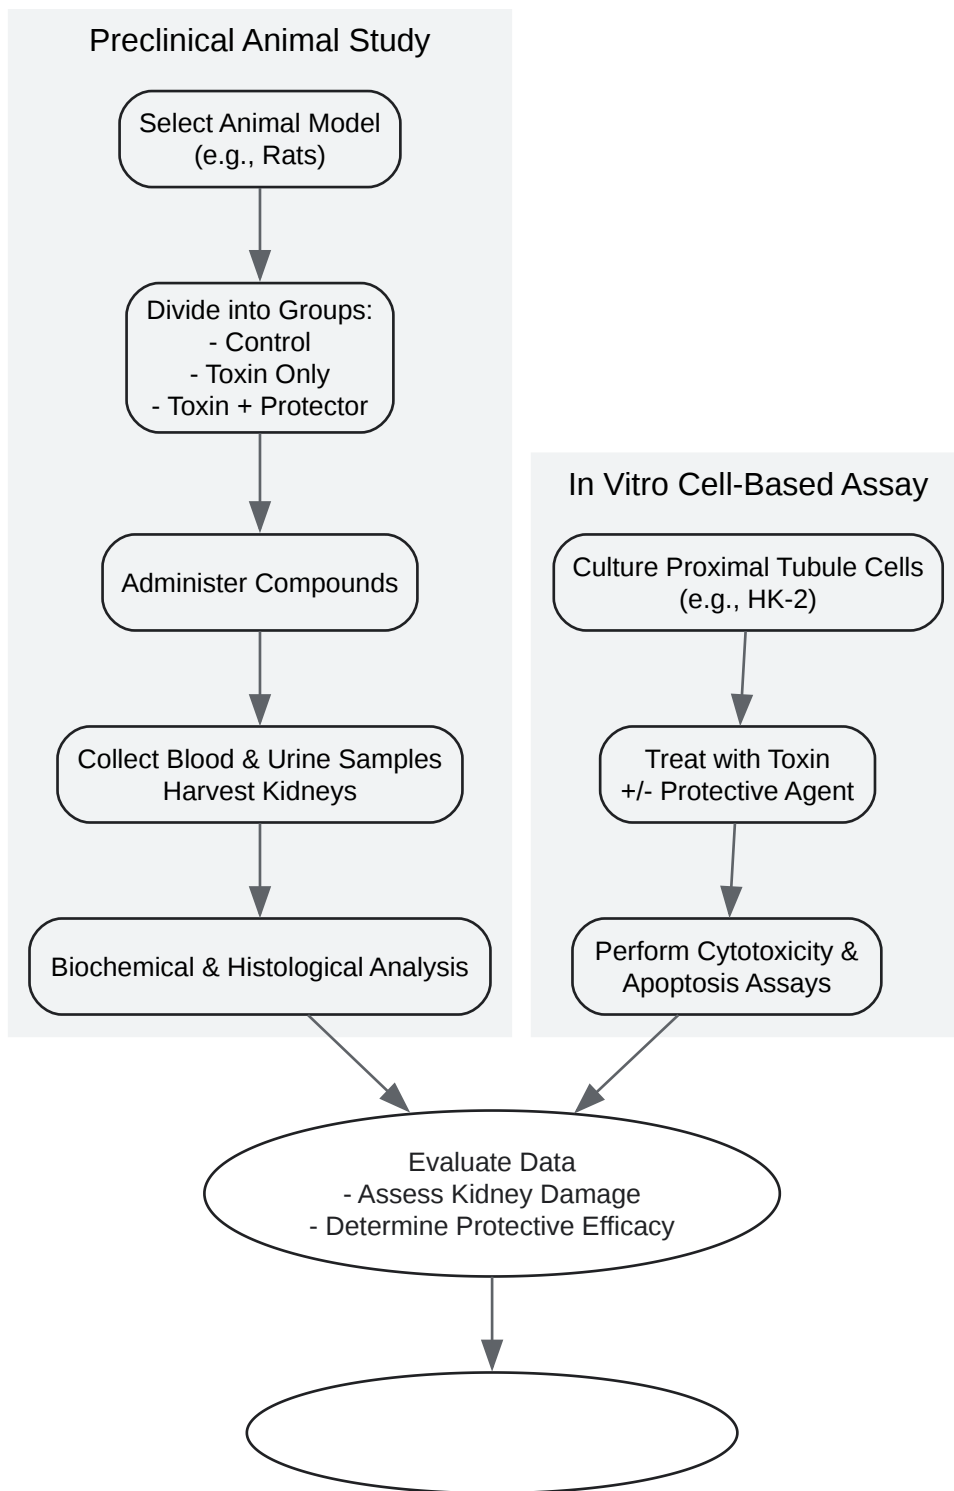 Preclinical Animal Study
Select Animal Model
(e.g., Rats)
Divide into Groups:
- Control
- Toxin Only
- Toxin + Protector
Administer Compounds
Collect Blood & Urine Samples
Harvest Kidneys
Biochemical & Histological Analysis
In Vitro Cell-Based Assay
Culture Proximal Tubule Cells
(e.g., HK-2)
Treat with Toxin
+/- Protective Agent
Perform Cytotoxicity &
Apoptosis Assays
Evaluate Data
- Assess Kidney Damage
- Determine Protective Efficacy